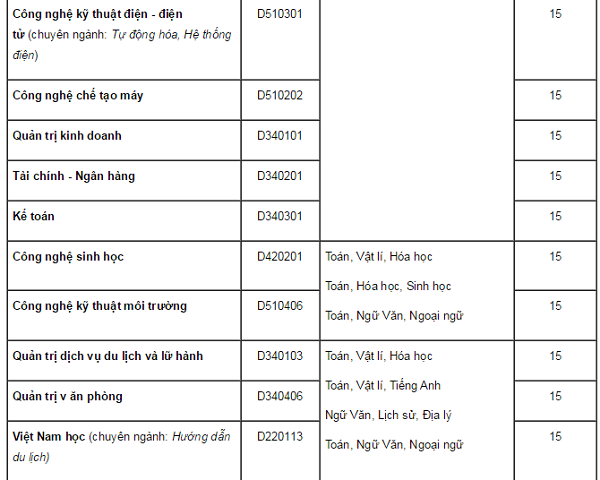 Công nghệ kỹ thuật điện - điện D510301 15
tử (chuyên ngành: Tự động hóa, Hệ thống
điện)
Công nghệ chế tạo máy D510202 15
Quản trị kinh doanh D340101 15
Tài chính - Ngân hàng D340201 15
Kế toán D340301 15
Công nghệ sinh học D420201 Toán, Vật lí, Hóa học 15
Toán, Hóa học, Sinh học
Công nghệ kỹ thuật môi trường D510406 15
Toán, Ngữ Văn, Ngoại ngữ
Quản trị dịch vụ du lịch và lữ hành D340103 Toán, Vật lí, Hóa học 15
Toán, Vật lí, Tiếng Anh
Quản trị v ăn phòng D340406 15
Ngữ Văn, Lịch sử, Địa lý
Việt Nam học (chuyên ngành: Hướng dẫn D220113 Toán, Ngữ Văn, Ngoại ngữ 15
du lịch)